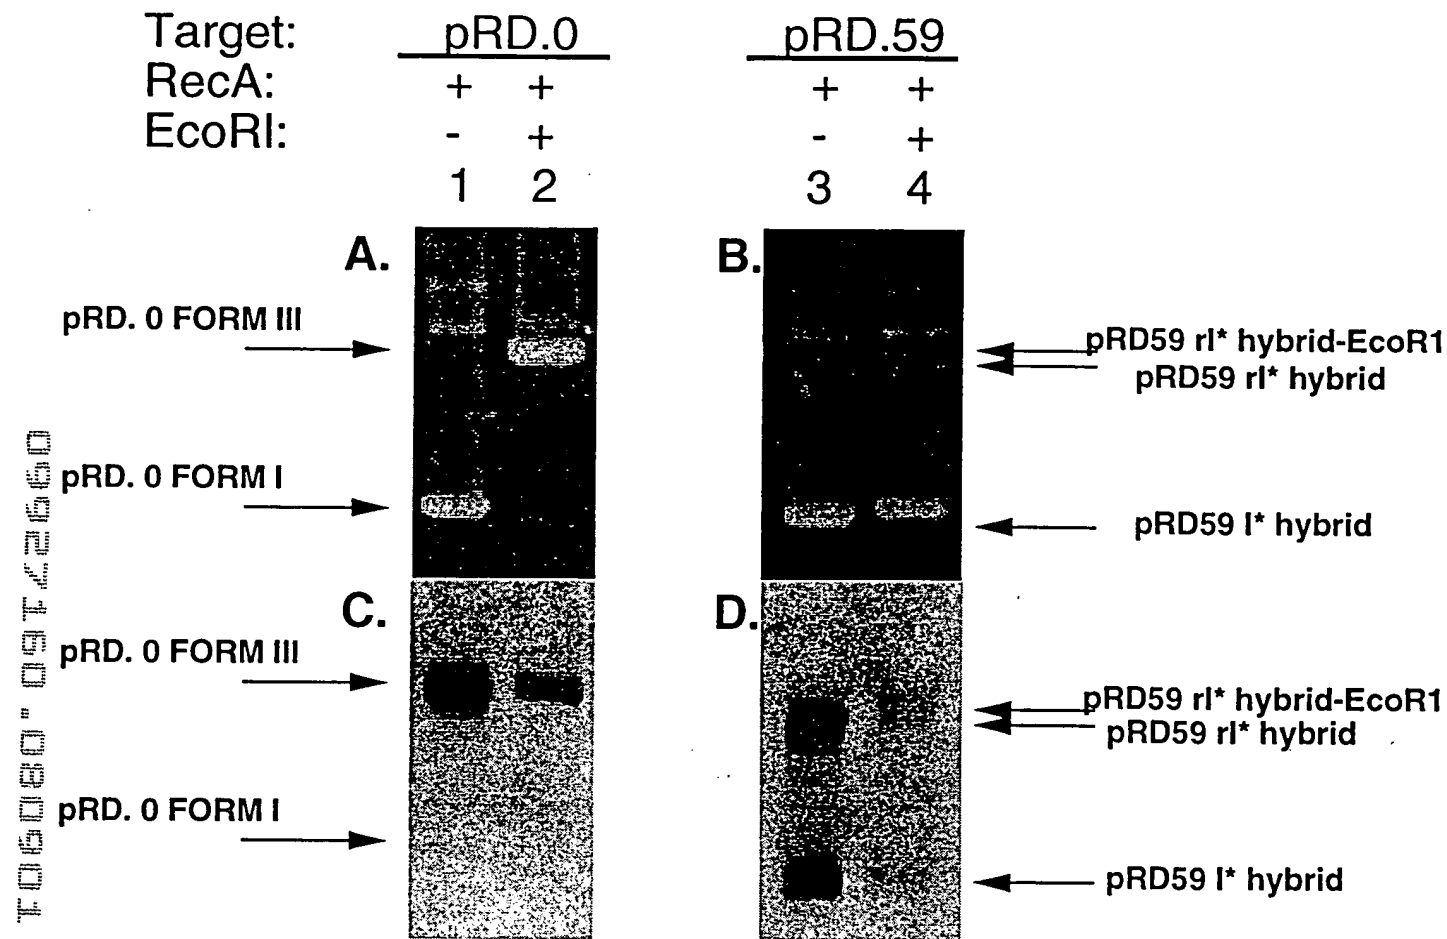 Target: pRD.0 pRD.59
RecA: + + + +
EcoRI: - + - +
1 2 3 4
A. B.
pRD. 0 FORM III
pRD59 rI* hybrid-EcoR1
pRD59 rI* hybrid
pRD. 0 FORM I
pRD59 I* hybrid
C. D.
pRD. 0 FORM III
pRD59 rI* hybrid-EcoR1
pRD59 rI* hybrid
pRD. 0 FORM I
pRD59 I* hybrid
09927150.080901